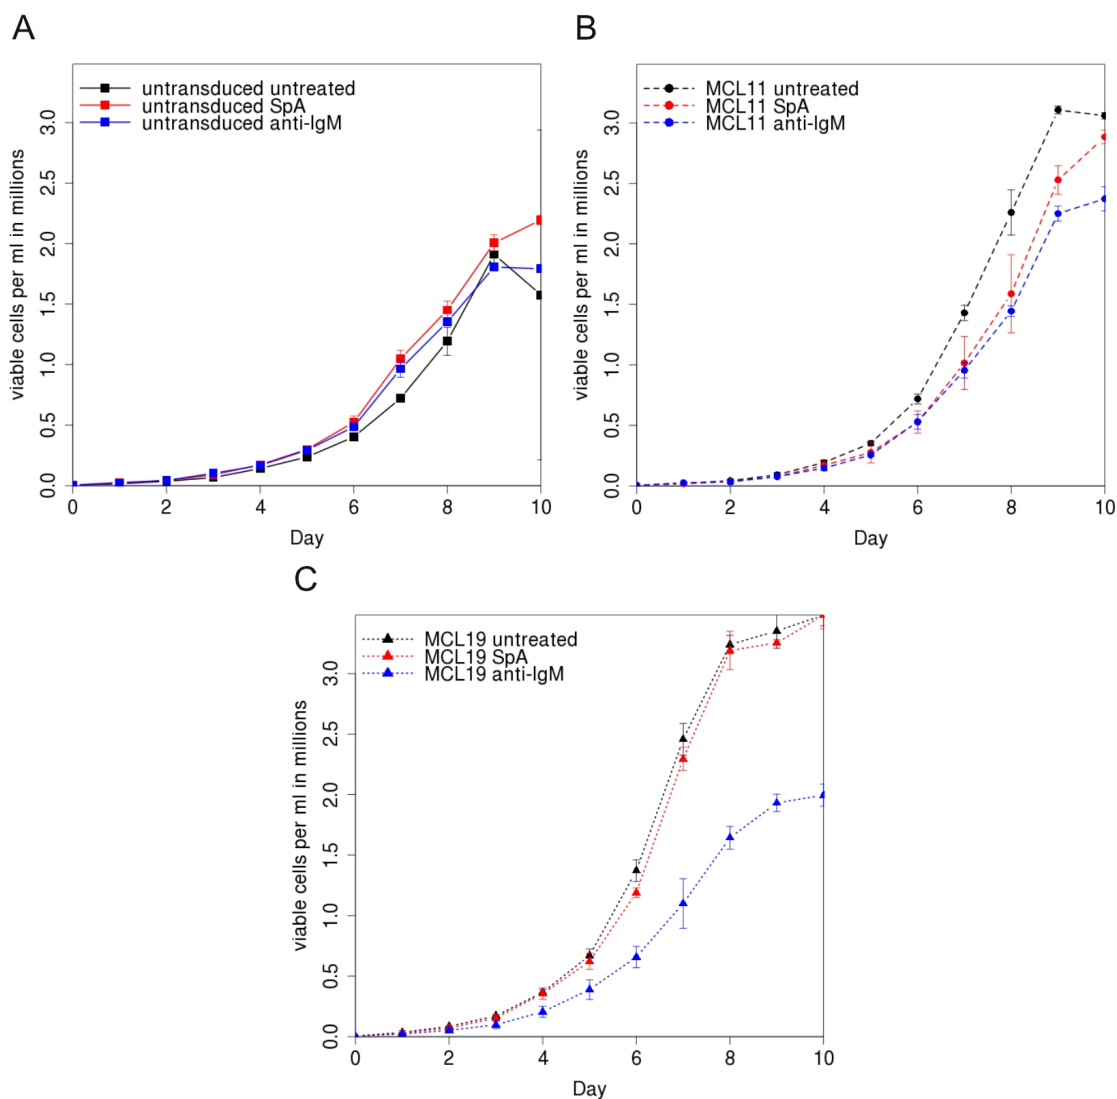 A
untransduced untreated
untransduced SpA
untransduced anti-IgM
viable cells per ml in millions
0.0 0.5 1.0 1.5 2.0 2.5 3.0
0 2 4 6 8 10
Day
B
MCL11 untreated
MCL11 SpA
MCL11 anti-IgM
viable cells per ml in millions
0.0 0.5 1.0 1.5 2.0 2.5 3.0
0 2 4 6 8 10
Day
C
MCL19 untreated
MCL19 SpA
MCL19 anti-IgM
viable cells per ml in millions
0.0 0.5 1.0 1.5 2.0 2.5 3.0
0 2 4 6 8 10
Day